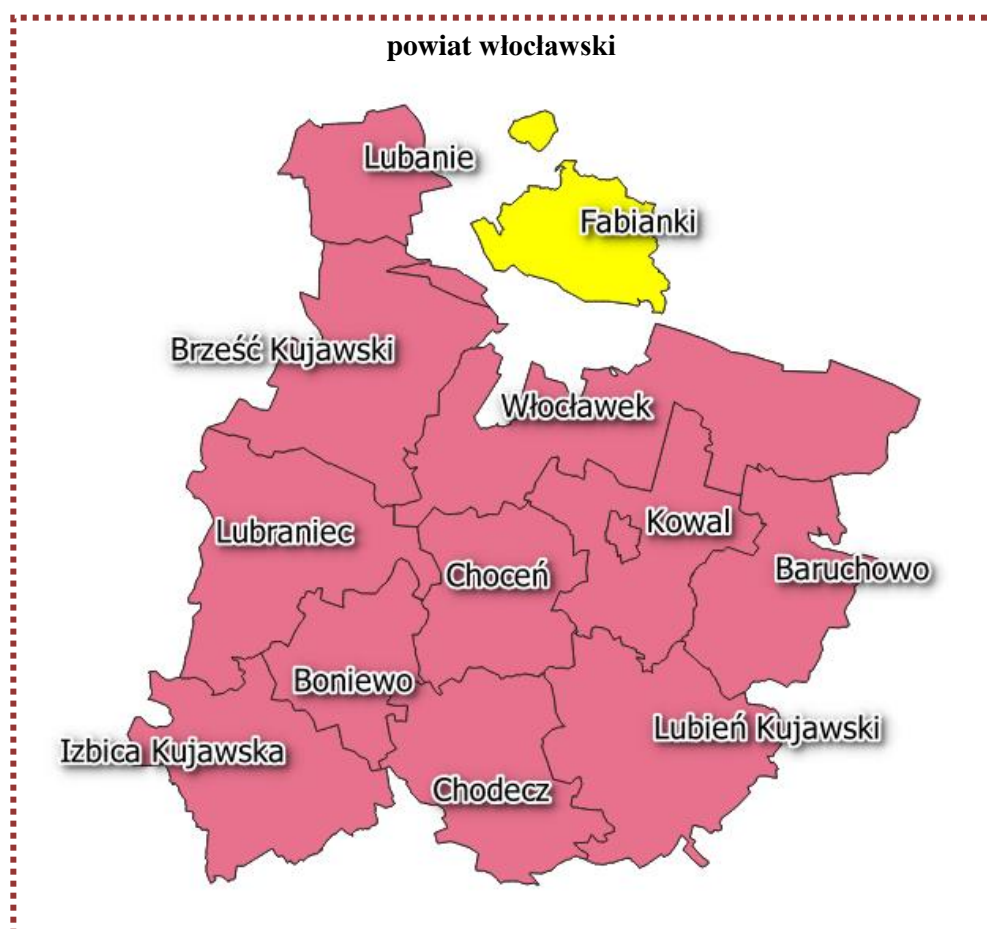 powiat włocławski
Lubanie
Fabianki
Brześć Kujawski
Włocławek
Lubraniec
Kowal
Choceń
Baruchowo
Boniewo
Lubień Kujawski
Izbica Kujawska
Chodecz